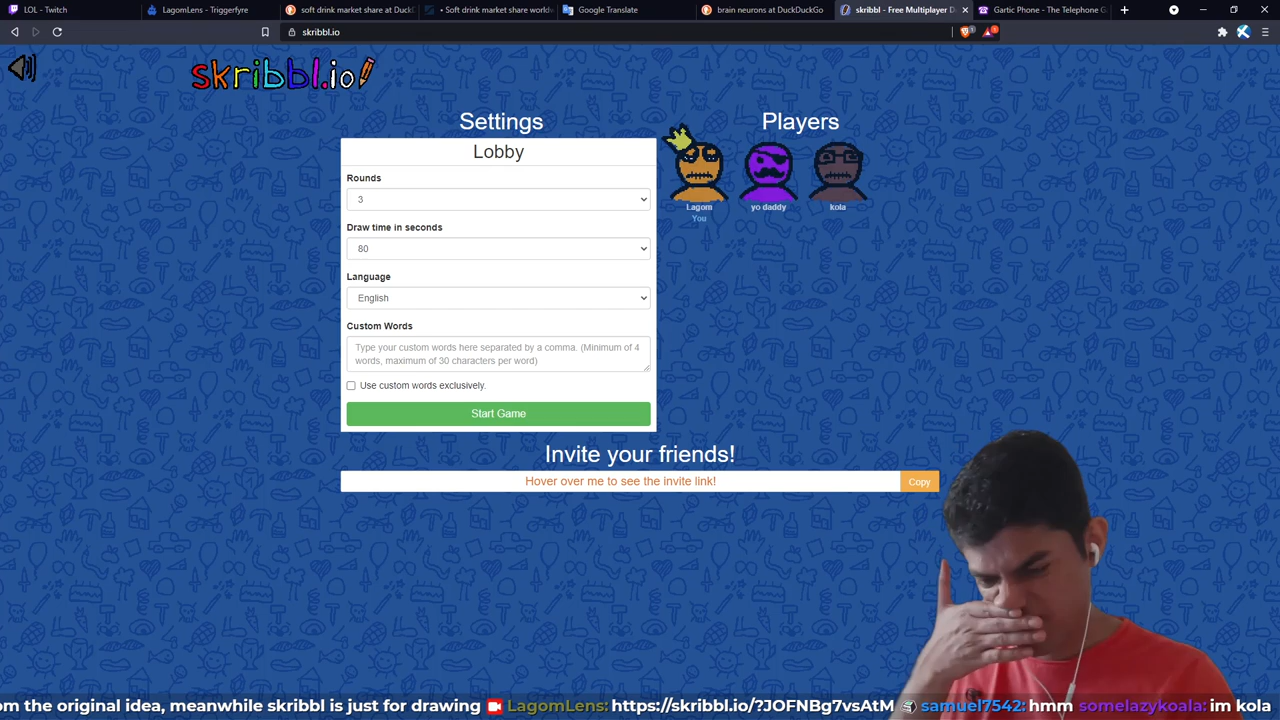 LOL - Twitch
LagomLens - Triggerfyre
soft drink market share at DuckD
• Soft drink market share worldw
Google Translate
brain neurons at DuckDuckGo
skribbl - Free Multiplayer D
Gartic Phone - The Telephone G
skribbl.io
skribbl.io
Settings
Players
Lobby
Rounds
3
Lagom
yo daddy
kola
You
Draw time in seconds
80
Language
English
Custom Words
Type your custom words here separated by a comma. (Minimum of 4
words, maximum of 30 characters per word)
Use custom words exclusively.
Start Game
Invite your friends!
Hover over me to see the invite link!
Copy
om the original idea, meanwhile skribbl is just for drawing LagomLens: https://skribbl.io/?JOFNBg7vsAtM samuel7542: hmm somelazykoala: im kola